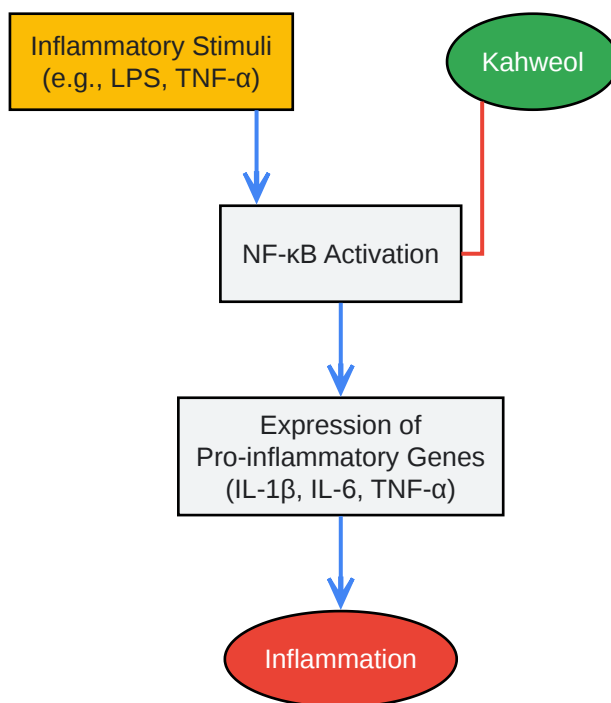 Inflammatory Stimuli
(e.g., LPS, TNF-α)
Kahweol
NF-κB Activation
Expression of
Pro-inflammatory Genes
(IL-1β, IL-6, TNF-α)
Inflammation